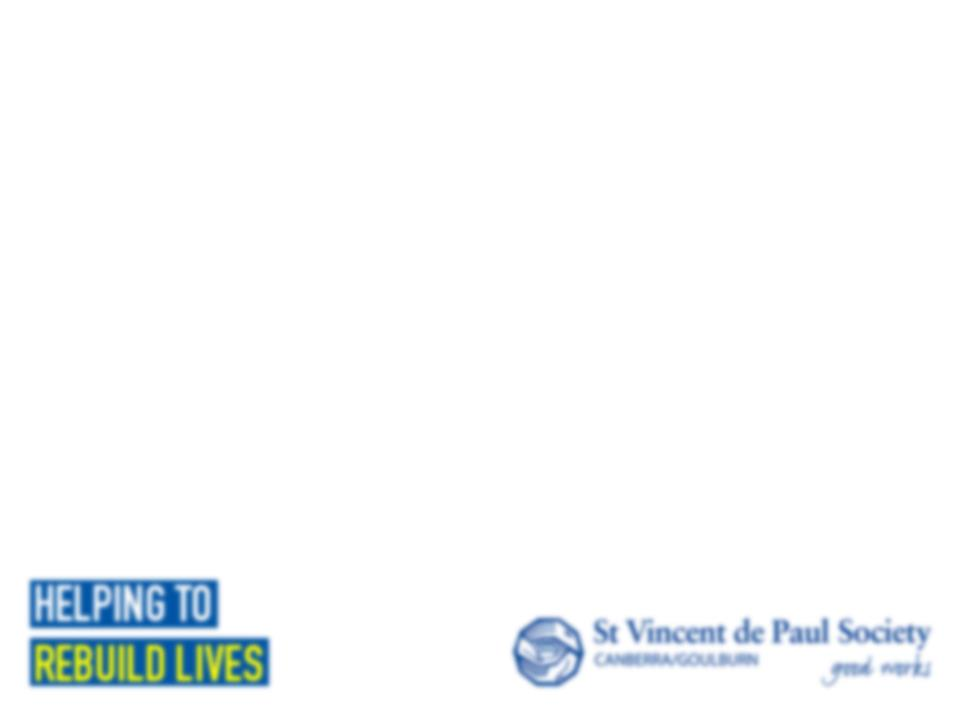 HELPING TO
REBUILD LIVES
St Vincent de Paul Society
CANBERRA/GOULBURN
good works